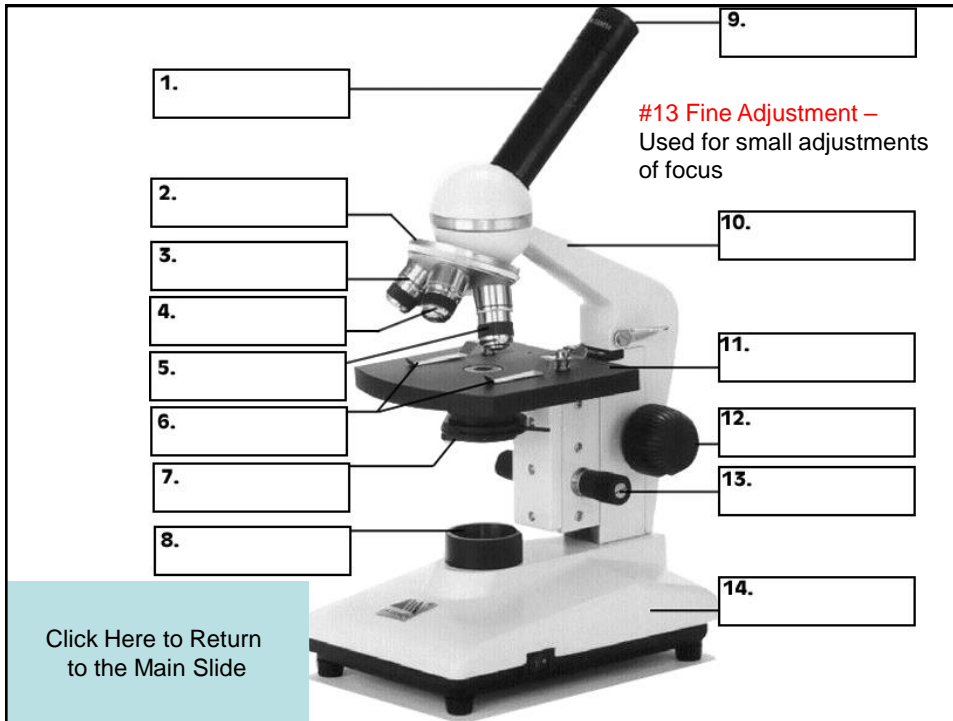 9.
1.
#13 Fine Adjustment –
Used for small adjustments
of focus
2.
10.
3.
4.
5.
11.
6.
12.
7.
13.
8.
14.
Click Here to Return
to the Main Slide